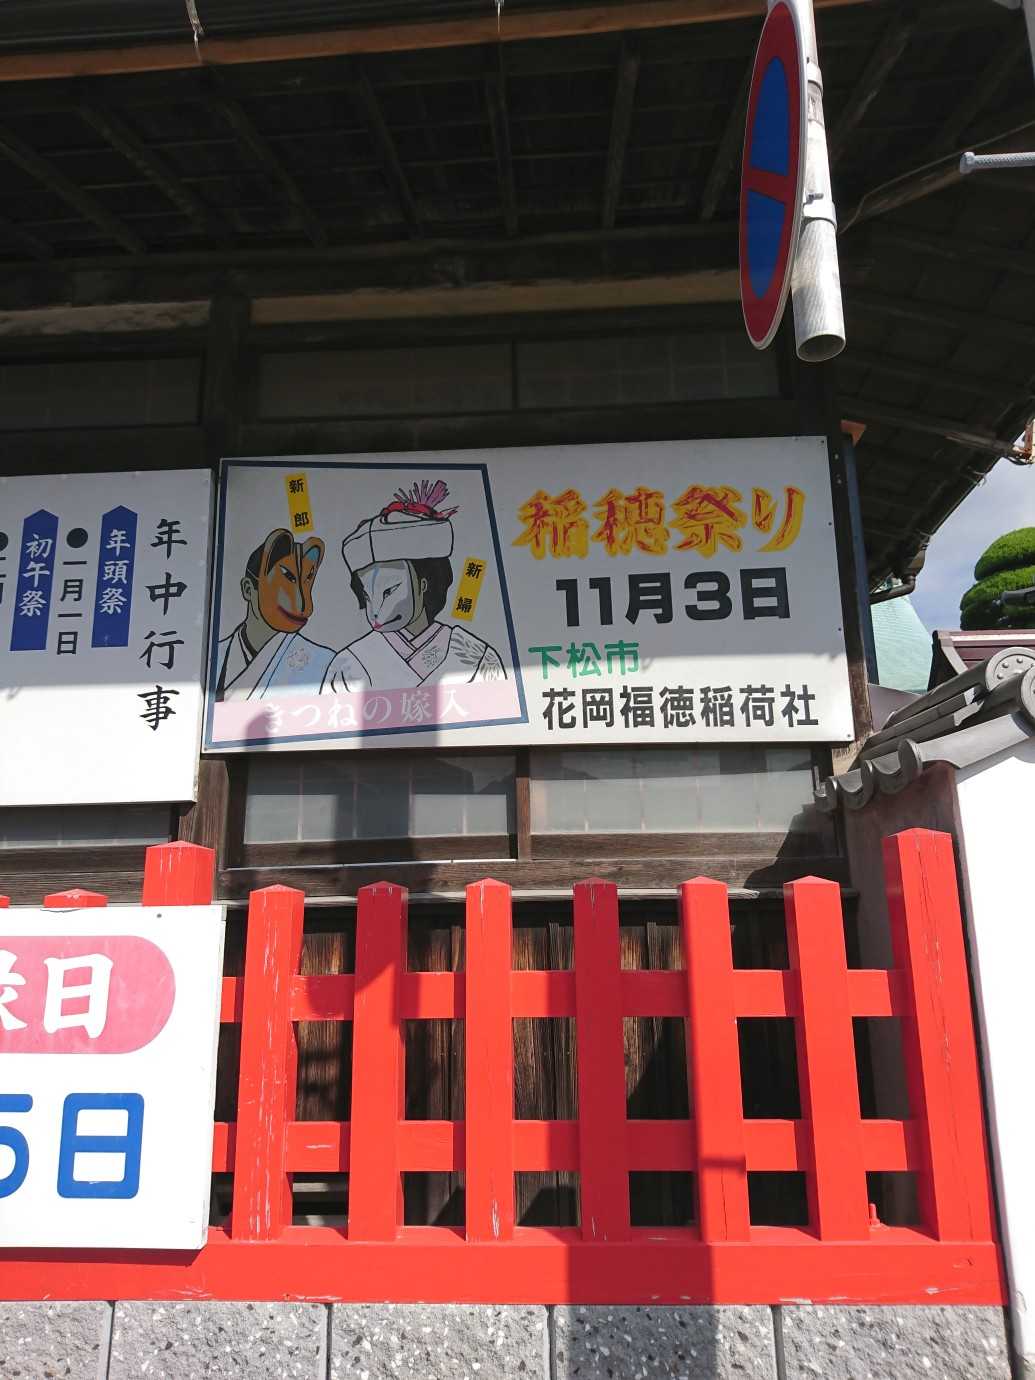 稲穂祭り
11月3日
下松市
花岡福徳稲荷社
新郎
新婦
きつねの嫁入
年中行事
年頭祭
●一月一日
初午祭
縁日
5日